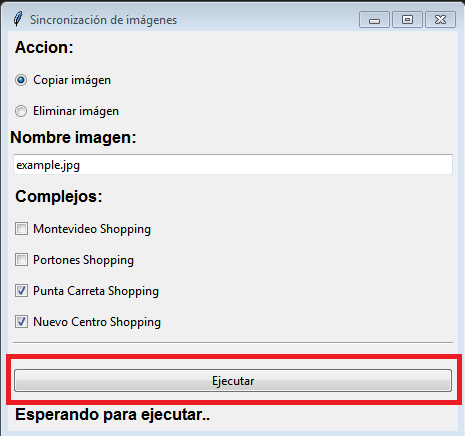 Sincronización de imágenes
Accion:
Copiar imágen
Eliminar imágen
Nombre imagen:
example.jpg
Complejos:
Montevideo Shopping
Portones Shopping
Punta Carreta Shopping
Nuevo Centro Shopping
Ejecutar
Esperando para ejecutar..